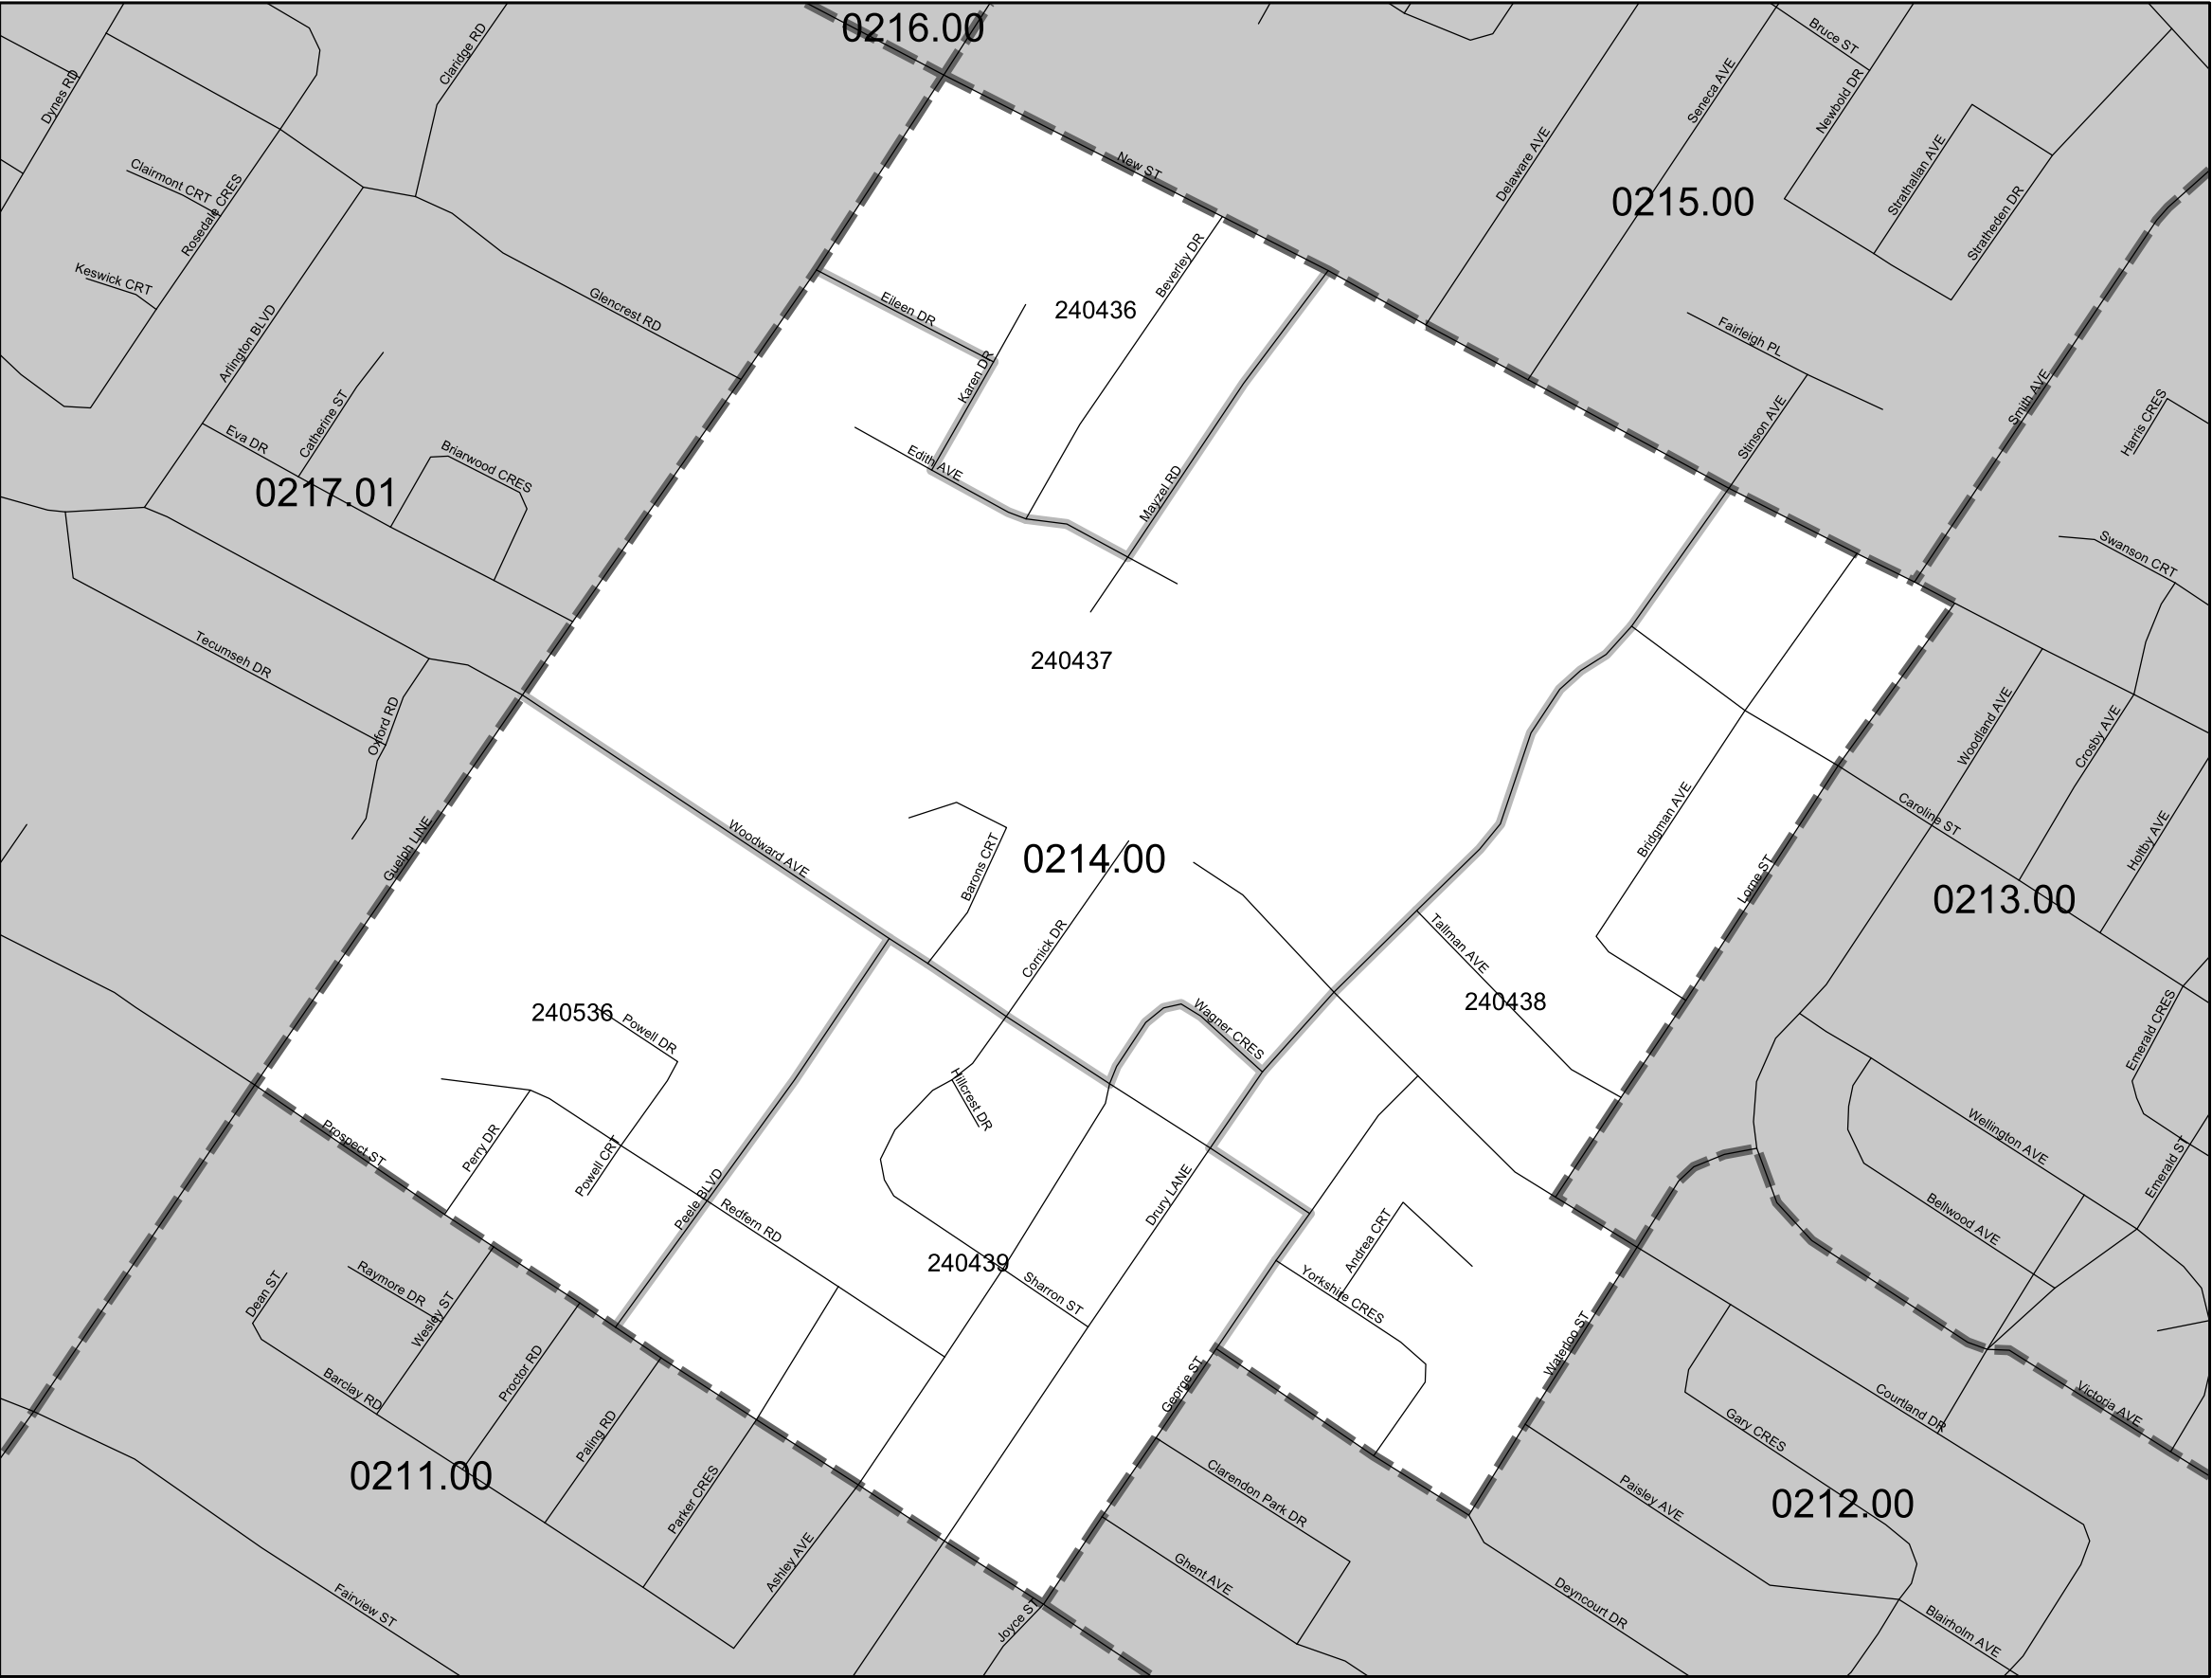 0216.00
Claridge RD
Bruce ST
Dynes RD
Seneca AVE
Newbold DR
New ST
Delaware AVE
Clairmont CRT
Rosedale CRES
Strathallan AVE
0215.00
Stratheden DR
Keswick CRT
Beverley DR
Glencrest RD
Eileen DR
240436
Arlington BLVD
Fairleigh PL
Karen DR
Smith AVE
Harris CRES
Catherine ST
Eva DR
Briarwood CRES
Edith AVE
Stinson AVE
0217.01
Mayzel RD
Swanson CRT
Tecumseh DR
240437
Oxford RD
Woodland AVE
Crosby AVE
Guelph LINE
Woodward AVE
Barons CRT
0214.00
Bridgman AVE
Caroline ST
Holtby AVE
Lorne ST
0213.00
Cornick DR
Tallman AVE
240438
240536
Powell DR
Wagner CRES
Emerald CRES
Hillcrest DR
Prospect ST
Perry DR
Powell CRT
Wellington AVE
Emerald ST
Peele BLVD
Redfern RD
Drury LANE
Bellwood AVE
Andrea CRT
240439
Raymore DR
Dean ST
Wesley ST
Sharron ST
Yorkshire CRES
Waterloo ST
Barclay RD
Proctor RD
George ST
Courtland DR
Victoria AVE
Paling RD
Gary CRES
0211.00
Parker CRES
Clarendon Park DR
Paisley AVE
0212.00
Ashley AVE
Ghent AVE
Fairview ST
Joyce ST
Deyncourt DR
Blairholm AVE